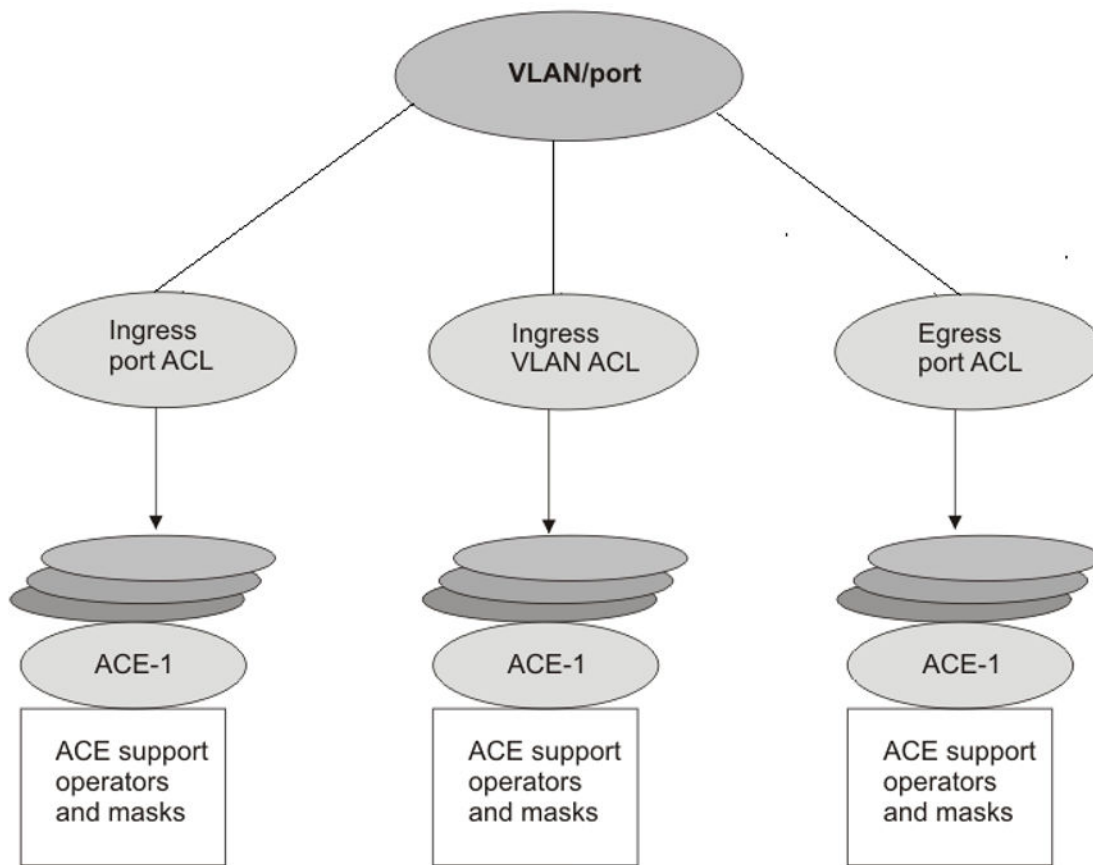 VLAN/port
Ingress
port ACL
Ingress
VLAN ACL
Egress
port ACL
ACE-1
ACE-1
ACE-1
ACE support
operators
and masks
ACE support
operators
and masks
ACE support
operators
and masks